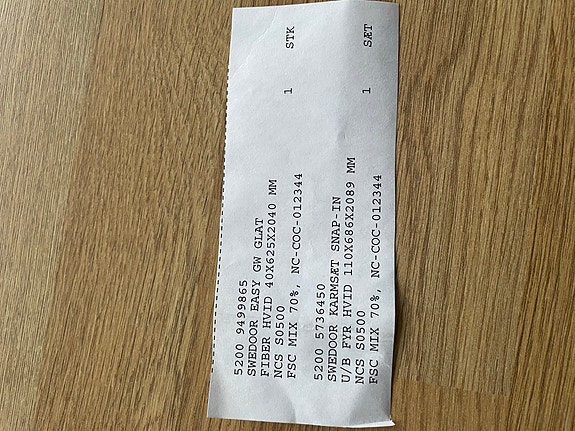 5200 9499865
SWEDOOR EASY GW GLAT
FIBER HVID 40X625X2040 MM
NCS S0500
FSC MIX 70%, NC-COC-012344 1 STK
5200 5736450
SWEDOOR KARMSÆT SNAP-IN
U/B FYR HVID 110X686X2089 MM
NCS S0500
FSC MIX 70%, NC-COC-012344 1 SÆT